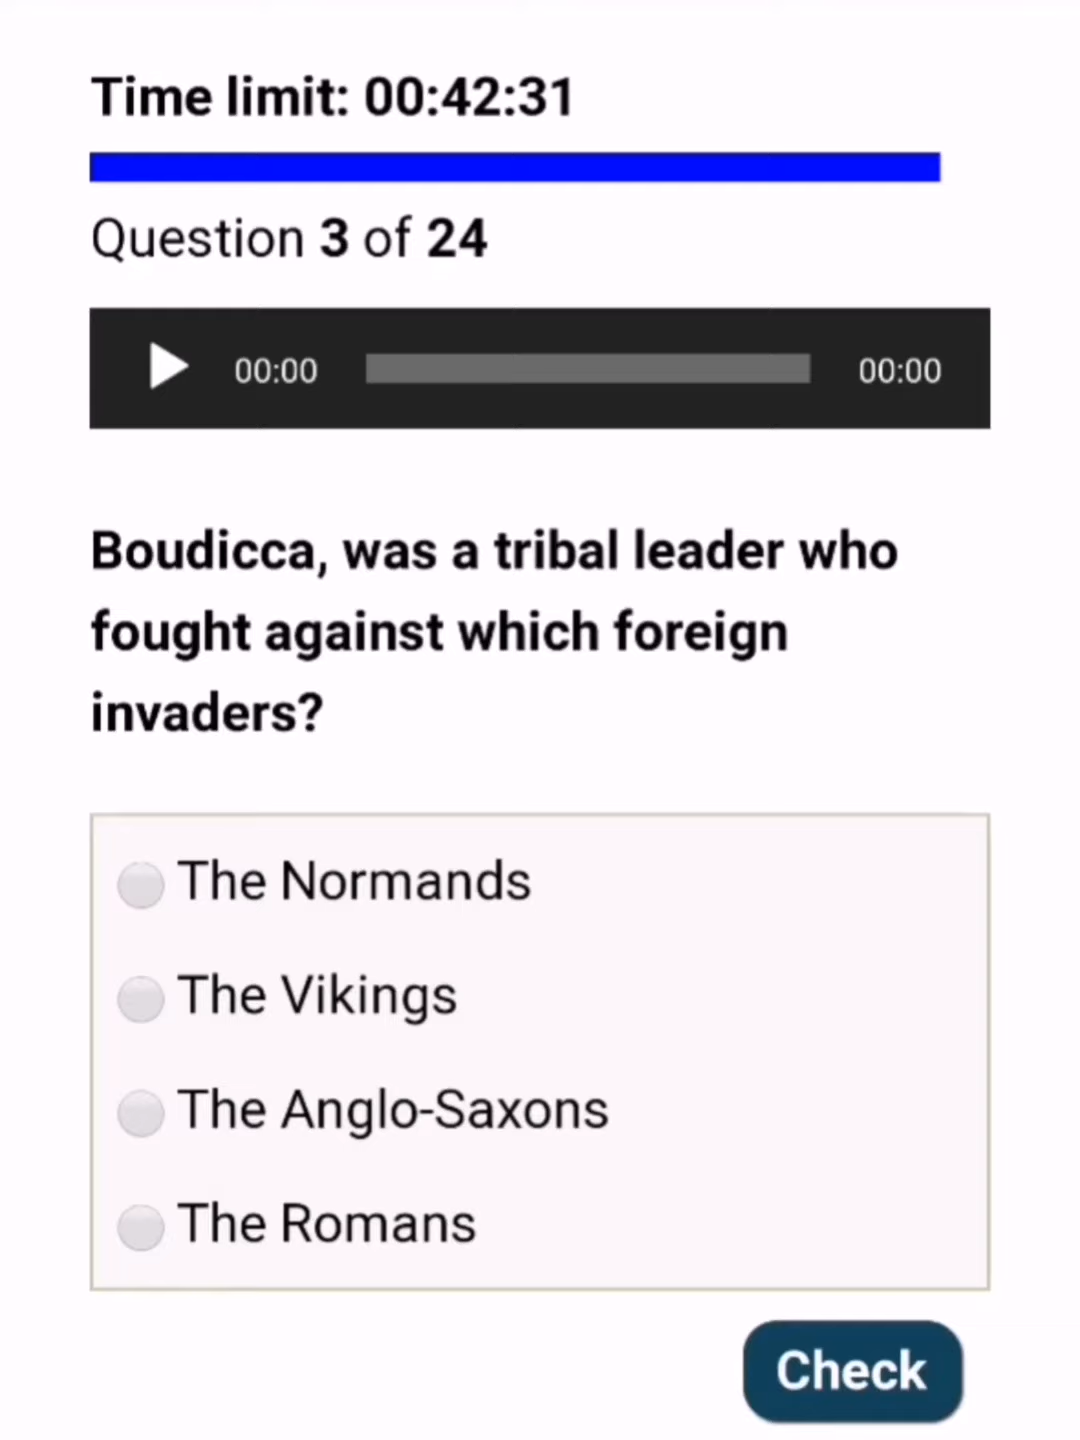 Time limit: 00:42:31
Question 3 of 24
00:00 00:00
Boudicca, was a tribal leader who
fought against which foreign
invaders?
The Normands
The Vikings
The Anglo-Saxons
The Romans
Check